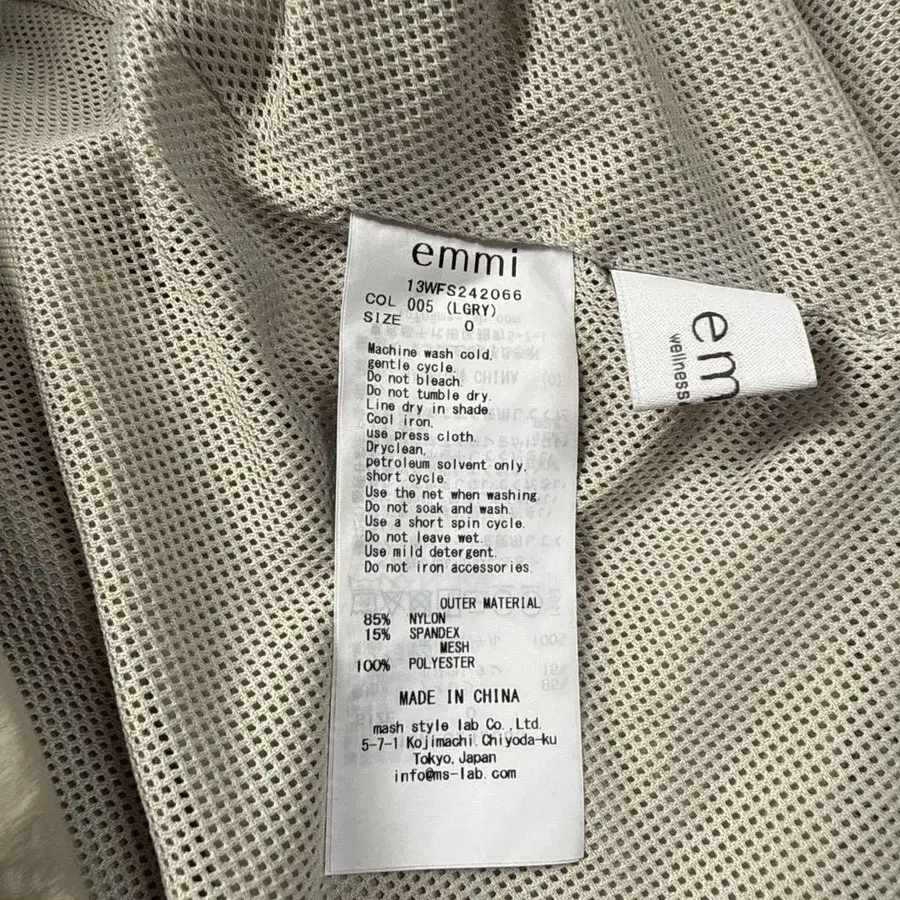 emmi
13WFS242066
COL 005 (LGRY)
SIZE 0
Machine wash cold.
gentle cycle.
Do not bleach.
Do not tumble dry.
Line dry in shade.
Cool iron.
use press cloth.
Dryclean,
petroleum solvent only.
short cycle.
Use the net when washing.
Do not soak and wash.
Use a short spin cycle.
Do not leave wet.
Use mild detergent.
Do not iron accessories.
OUTER MATERIAL
85% NYLON
15% SPANDEX
MESH
100% POLYESTER
MADE IN CHINA
mash style lab Co.,Ltd.
5-7-1 Kojimachi.Chiyoda-ku
Tokyo,Japan
info@ms-lab.com
em
wellness